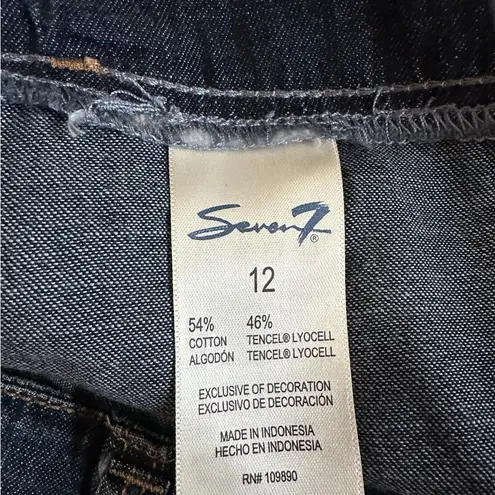 Seven7®
12
54% 46%
COTTON TENCEL® LYOCELL
ALGODÓN TENCEL® LYOCELL
EXCLUSIVE OF DECORATION
EXCLUSIVO DE DECORACIÓN
MADE IN INDONESIA
HECHO EN INDONESIA
RN# 109890